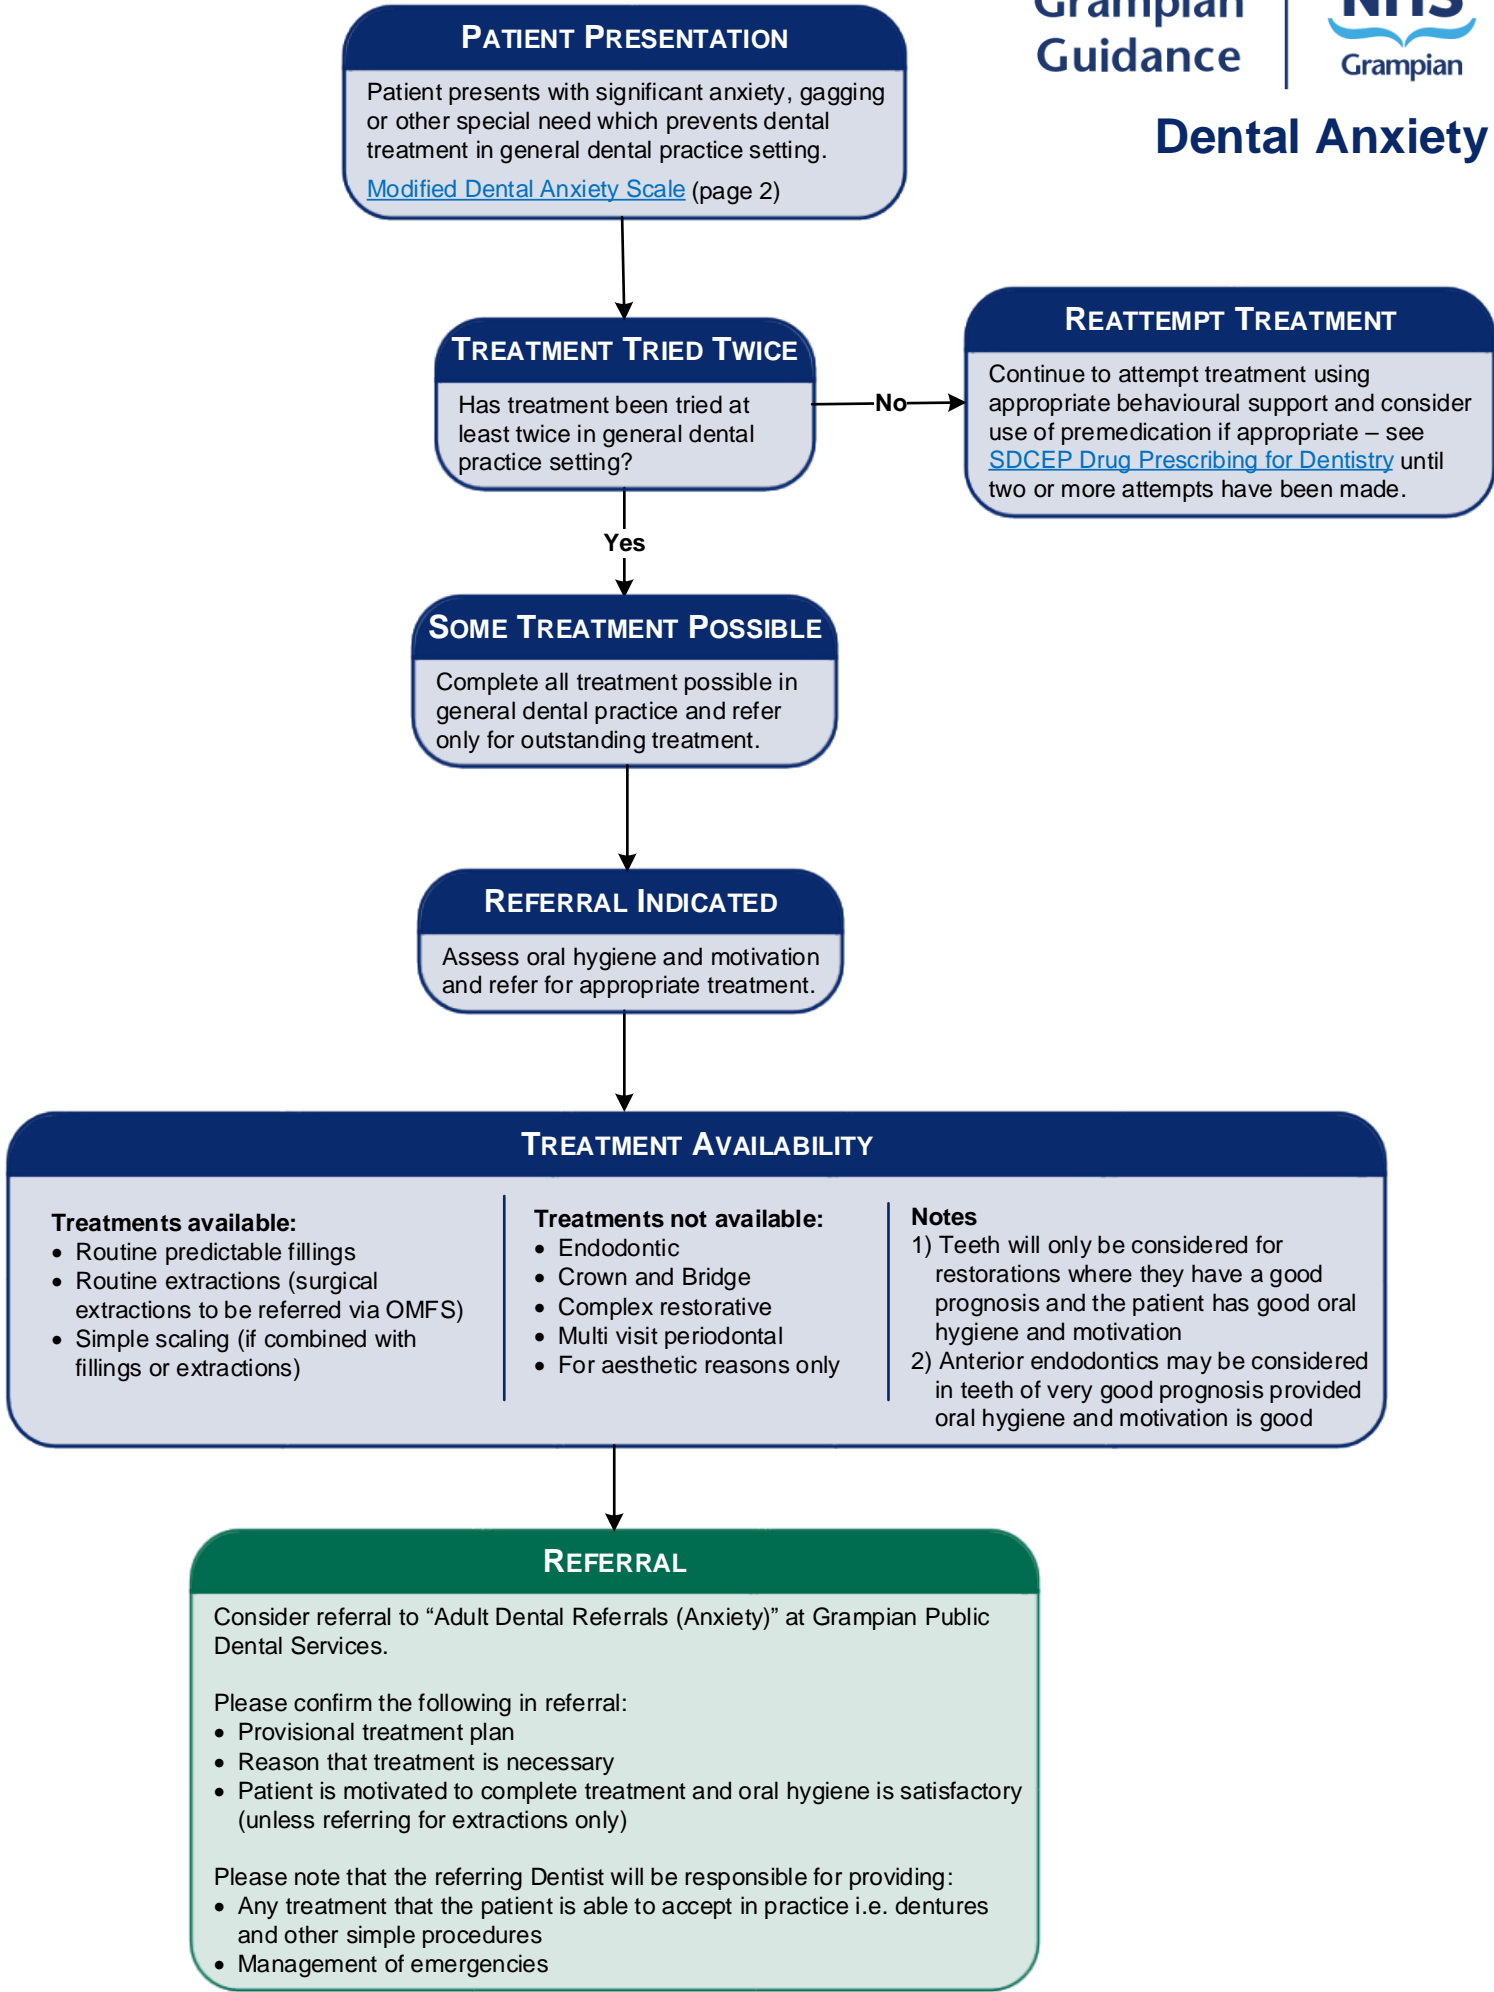 Grampian
Guidance
NHS
Grampian
Dental Anxiety
PATIENT PRESENTATION
Patient presents with significant anxiety, gagging
or other special need which prevents dental
treatment in general dental practice setting.
Modified Dental Anxiety Scale (page 2)
TREATMENT TRIED TWICE
Has treatment been tried at
least twice in general dental
practice setting?
No
REATTEMPT TREATMENT
Continue to attempt treatment using
appropriate behavioural support and consider
use of premedication if appropriate – see
SDCEP Drug Prescribing for Dentistry until
two or more attempts have been made.
Yes
SOME TREATMENT POSSIBLE
Complete all treatment possible in
general dental practice and refer
only for outstanding treatment.
REFERRAL INDICATED
Assess oral hygiene and motivation
and refer for appropriate treatment.
TREATMENT AVAILABILITY
Treatments available:
• Routine predictable fillings
• Routine extractions (surgical
extractions to be referred via OMFS)
• Simple scaling (if combined with
fillings or extractions)
Treatments not available:
• Endodontic
• Crown and Bridge
• Complex restorative
• Multi visit periodontal
• For aesthetic reasons only
Notes
1) Teeth will only be considered for
restorations where they have a good
prognosis and the patient has good oral
hygiene and motivation
2) Anterior endodontics may be considered
in teeth of very good prognosis provided
oral hygiene and motivation is good
REFERRAL
Consider referral to “Adult Dental Referrals (Anxiety)” at Grampian Public
Dental Services.
Please confirm the following in referral:
• Provisional treatment plan
• Reason that treatment is necessary
• Patient is motivated to complete treatment and oral hygiene is satisfactory
(unless referring for extractions only)
Please note that the referring Dentist will be responsible for providing:
• Any treatment that the patient is able to accept in practice i.e. dentures
and other simple procedures
• Management of emergencies